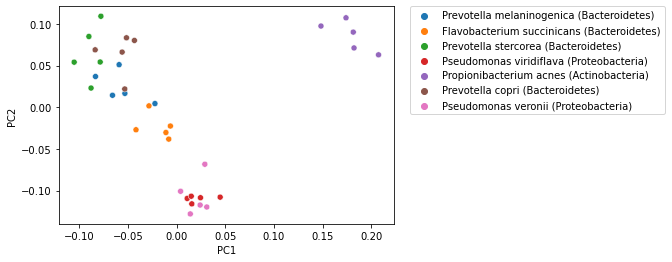 0.10
0.05
0.00
−0.05
−0.10
PC2
−0.10
−0.05
0.00
0.05
0.10
0.15
0.20
PC1
Prevotella melaninogenica (Bacteroidetes)
Flavobacterium succinicans (Bacteroidetes)
Prevotella stercorea (Bacteroidetes)
Pseudomonas viridiflava (Proteobacteria)
Propionibacterium acnes (Actinobacteria)
Prevotella copri (Bacteroidetes)
Pseudomonas veronii (Proteobacteria)